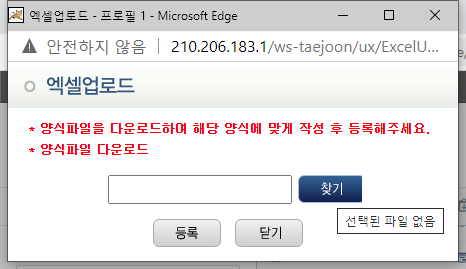 엑셀업로드 - 프로필 1 - Microsoft Edge
안전하지 않음 210.206.183.1/ws-taejoon/ux/ExcelU...
엑셀업로드
* 양식파일을 다운로드하여 해당 양식에 맞게 작성 후 등록해주세요.
* 양식파일 다운로드
찾기
선택된 파일 없음
등록 닫기